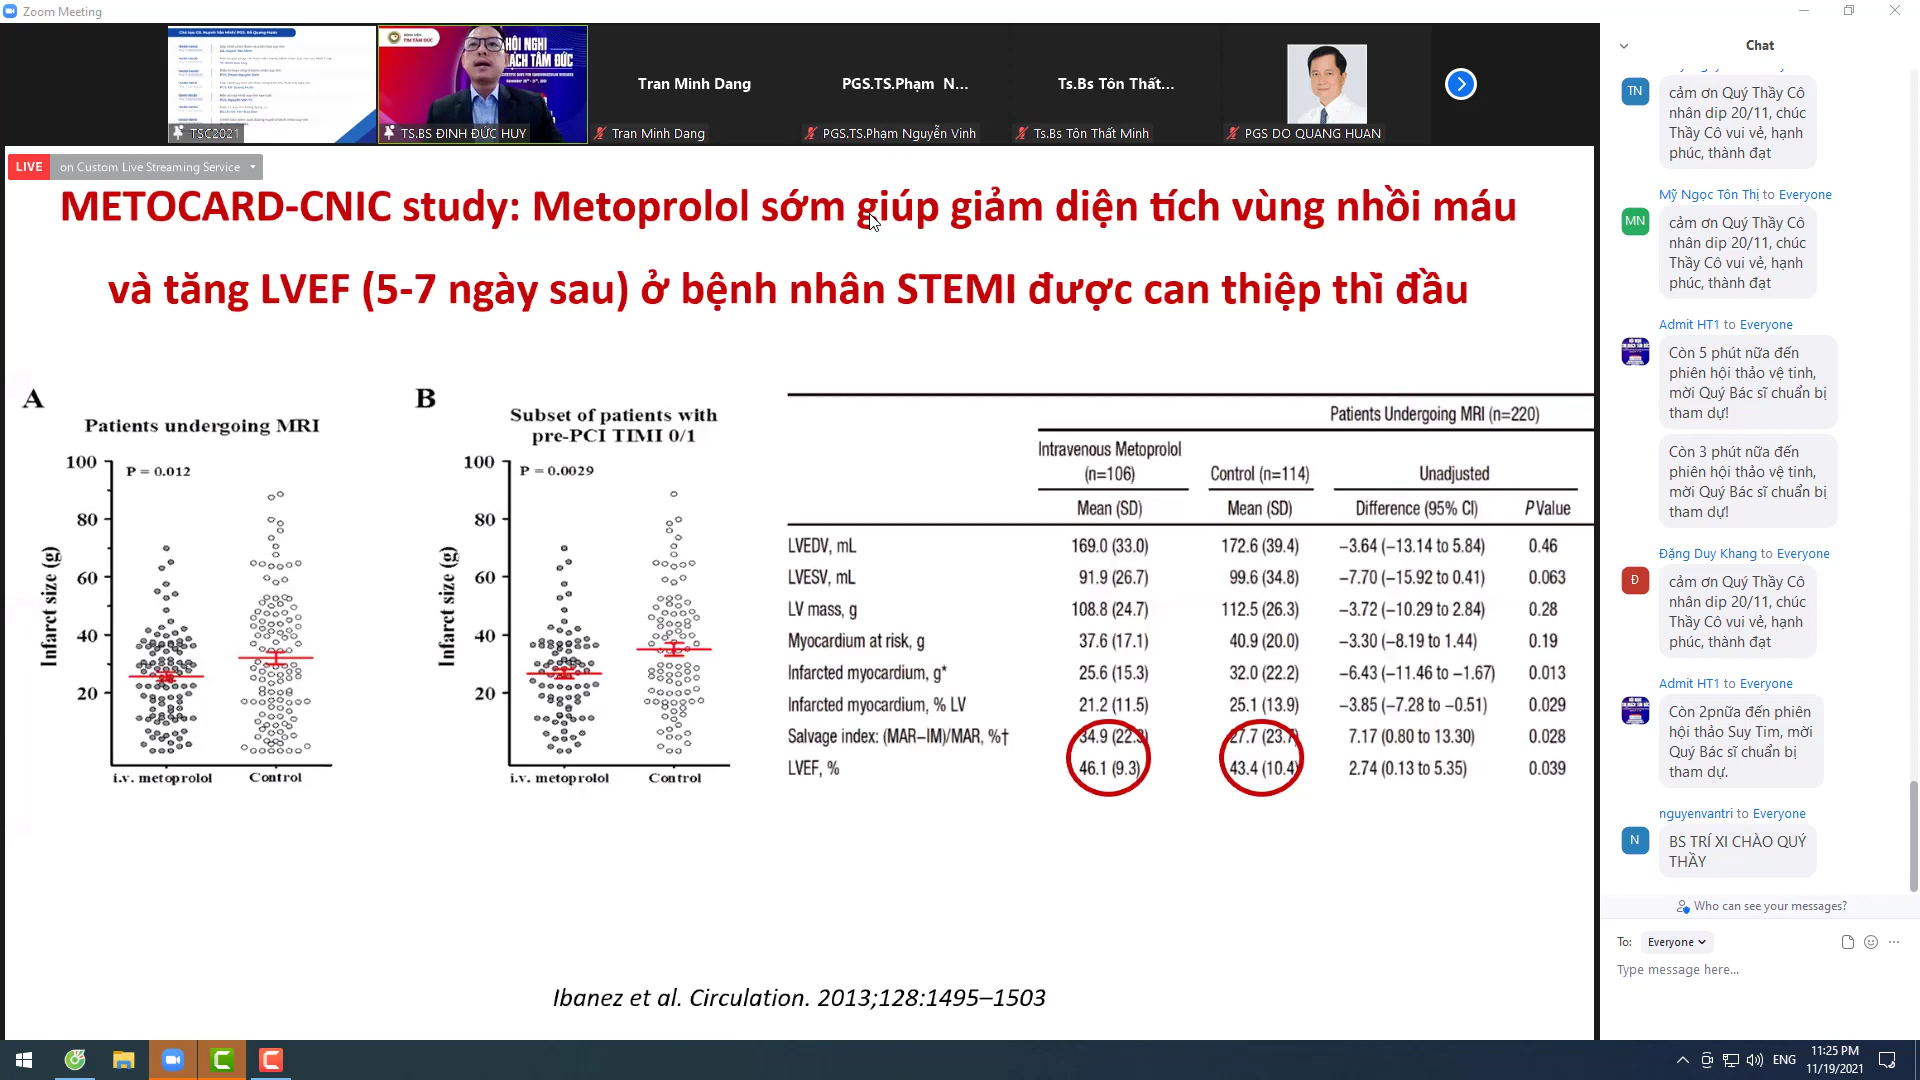 Zoom Meeting
TSC2021
BỆNH VIỆN
TIM TÂM ĐỨC
HỘI NGHỊ
TS.BS ĐINH ĐỨC HUY
Tran Minh Dang
Tran Minh Dang
PGS.TS.Phạm N...
PGS.TS.Phạm Nguyễn Vinh
Ts.Bs Tôn Thất...
Ts.Bs Tôn Thất Minh
PGS DO QUANG HUAN
LIVE on Custom Live Streaming Service
METOCARD-CNIC study: Metoprolol sớm giúp giảm diện tích vùng nhồi máu
và tăng LVEF (5-7 ngày sau) ở bệnh nhân STEMI được can thiệp thì đầu
A
Patients undergoing MRI
P = 0.012
Infarct size (g)
100
80
60
40
20
i.v. metoprolol Control
B
Subset of patients with
pre-PCI TIMI 0/1
P = 0.0029
Infarct size (g)
100
80
60
40
20
i.v. metoprolol Control
Patients Undergoing MRI (n=220)
Intravenous Metoprolol
(n=106) Control (n=114) Unadjusted
Mean (SD) Mean (SD) Difference (95% CI) P Value
LVEDV, mL 169.0 (33.0) 172.6 (39.4) −3.64 (−13.14 to 5.84) 0.46
LVESV, mL 91.9 (26.7) 99.6 (34.8) −7.70 (−15.92 to 0.41) 0.063
LV mass, g 108.8 (24.7) 112.5 (26.3) −3.72 (−10.29 to 2.84) 0.28
Myocardium at risk, g 37.6 (17.1) 40.9 (20.0) −3.30 (−8.19 to 1.44) 0.19
Infarcted myocardium, g* 25.6 (15.3) 32.0 (22.2) −6.43 (−11.46 to −1.67) 0.013
Infarcted myocardium, % LV 21.2 (11.5) 25.1 (13.9) −3.85 (−7.28 to −0.51) 0.029
Salvage index: (MAR−IM)/MAR, %† 34.9 (22.3) 27.7 (23.7) 7.17 (0.80 to 13.30) 0.028
LVEF, % 46.1 (9.3) 43.4 (10.4) 2.74 (0.13 to 5.35) 0.039
Ibanez et al. Circulation. 2013;128:1495–1503
Chat
TN
cảm ơn Quý Thầy Cô
nhân dip 20/11, chúc
Thầy Cô vui vẻ, hạnh
phúc, thành đạt
Mỹ Ngọc Tôn Thị to Everyone
MN
cảm ơn Quý Thầy Cô
nhân dip 20/11, chúc
Thầy Cô vui vẻ, hạnh
phúc, thành đạt
Admit HT1 to Everyone
Còn 5 phút nữa đến
phiên hội thảo vệ tinh,
mời Quý Bác sĩ chuẩn bị
tham dự!
Còn 3 phút nữa đến
phiên hội thảo vệ tinh,
mời Quý Bác sĩ chuẩn bị
tham dự!
Đặng Duy Khang to Everyone
Đ
cảm ơn Quý Thầy Cô
nhân dip 20/11, chúc
Thầy Cô vui vẻ, hạnh
phúc, thành đạt
Admit HT1 to Everyone
Còn 2pnữa đến phiên
hội thảo Suy Tim, mời
Quý Bác sĩ chuẩn bị
tham dự.
nguyenvantri to Everyone
N
BS TRÍ XI CHÀO QUÝ
THẦY
Who can see your messages?
To: Everyone
Type message here...
ENG
11:25 PM
11/19/2021